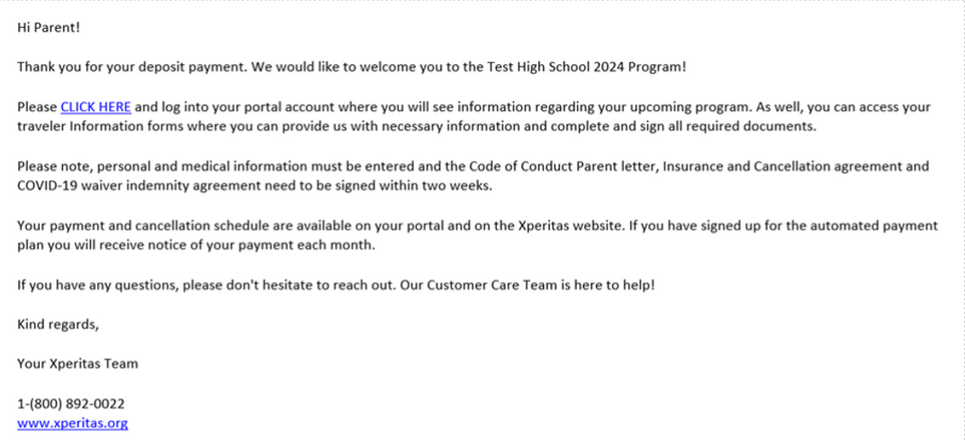 Hi Parent!
Thank you for your deposit payment. We would like to welcome you to the Test High School 2024 Program!
Please CLICK HERE and log into your portal account where you will see information regarding your upcoming program. As well, you can access your
traveler Information forms where you can provide us with necessary information and complete and sign all required documents.
Please note, personal and medical information must be entered and the Code of Conduct Parent letter, Insurance and Cancellation agreement and
COVID-19 waiver indemnity agreement need to be signed within two weeks.
Your payment and cancellation schedule are available on your portal and on the Xperitas website. If you have signed up for the automated payment
plan you will receive notice of your payment each month.
If you have any questions, please don't hesitate to reach out. Our Customer Care Team is here to help!
Kind regards,
Your Xperitas Team
1-(800) 892-0022
www.xperitas.org